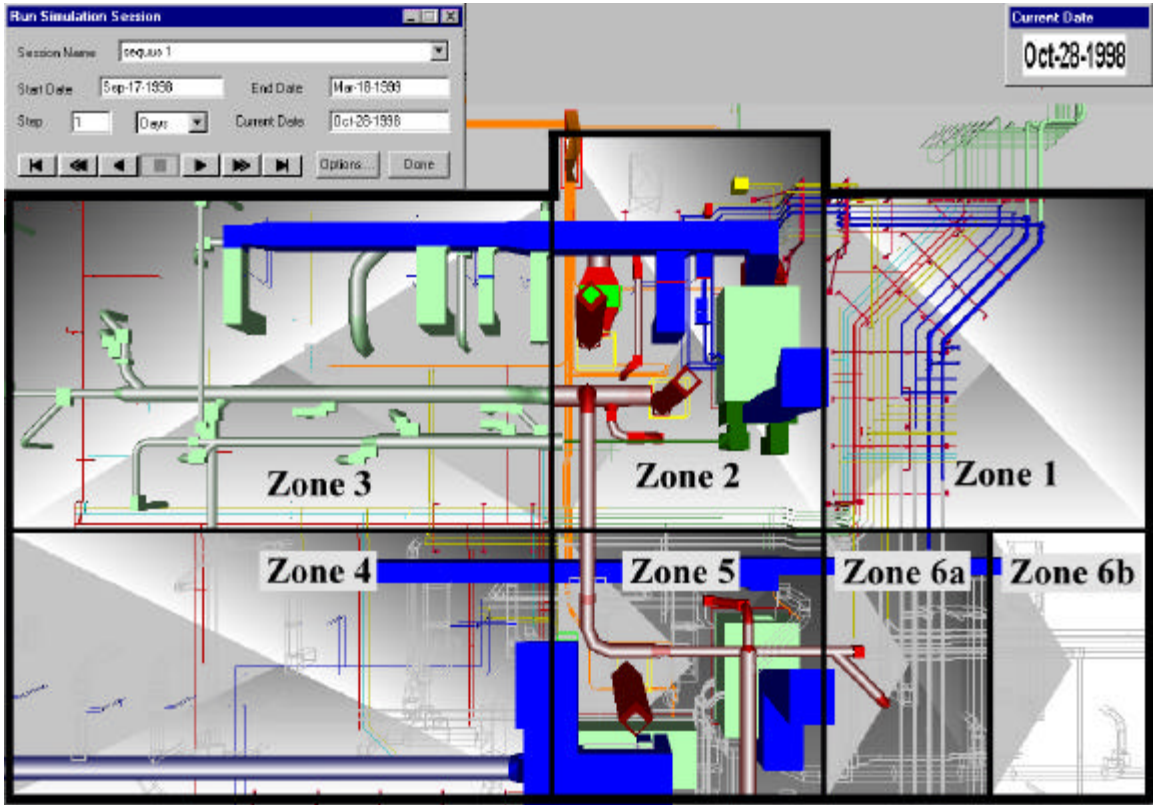 Run Simulation Session
Session Name sequus 1
Start Date Sep-17-1998 End Date Mar-18-1999
Step 1 Days Current Date Oct-28-1998
Options... Done
Current Date
Oct-28-1998
Zone 3
Zone 2
Zone 1
Zone 4
Zone 5
Zone 6a
Zone 6b